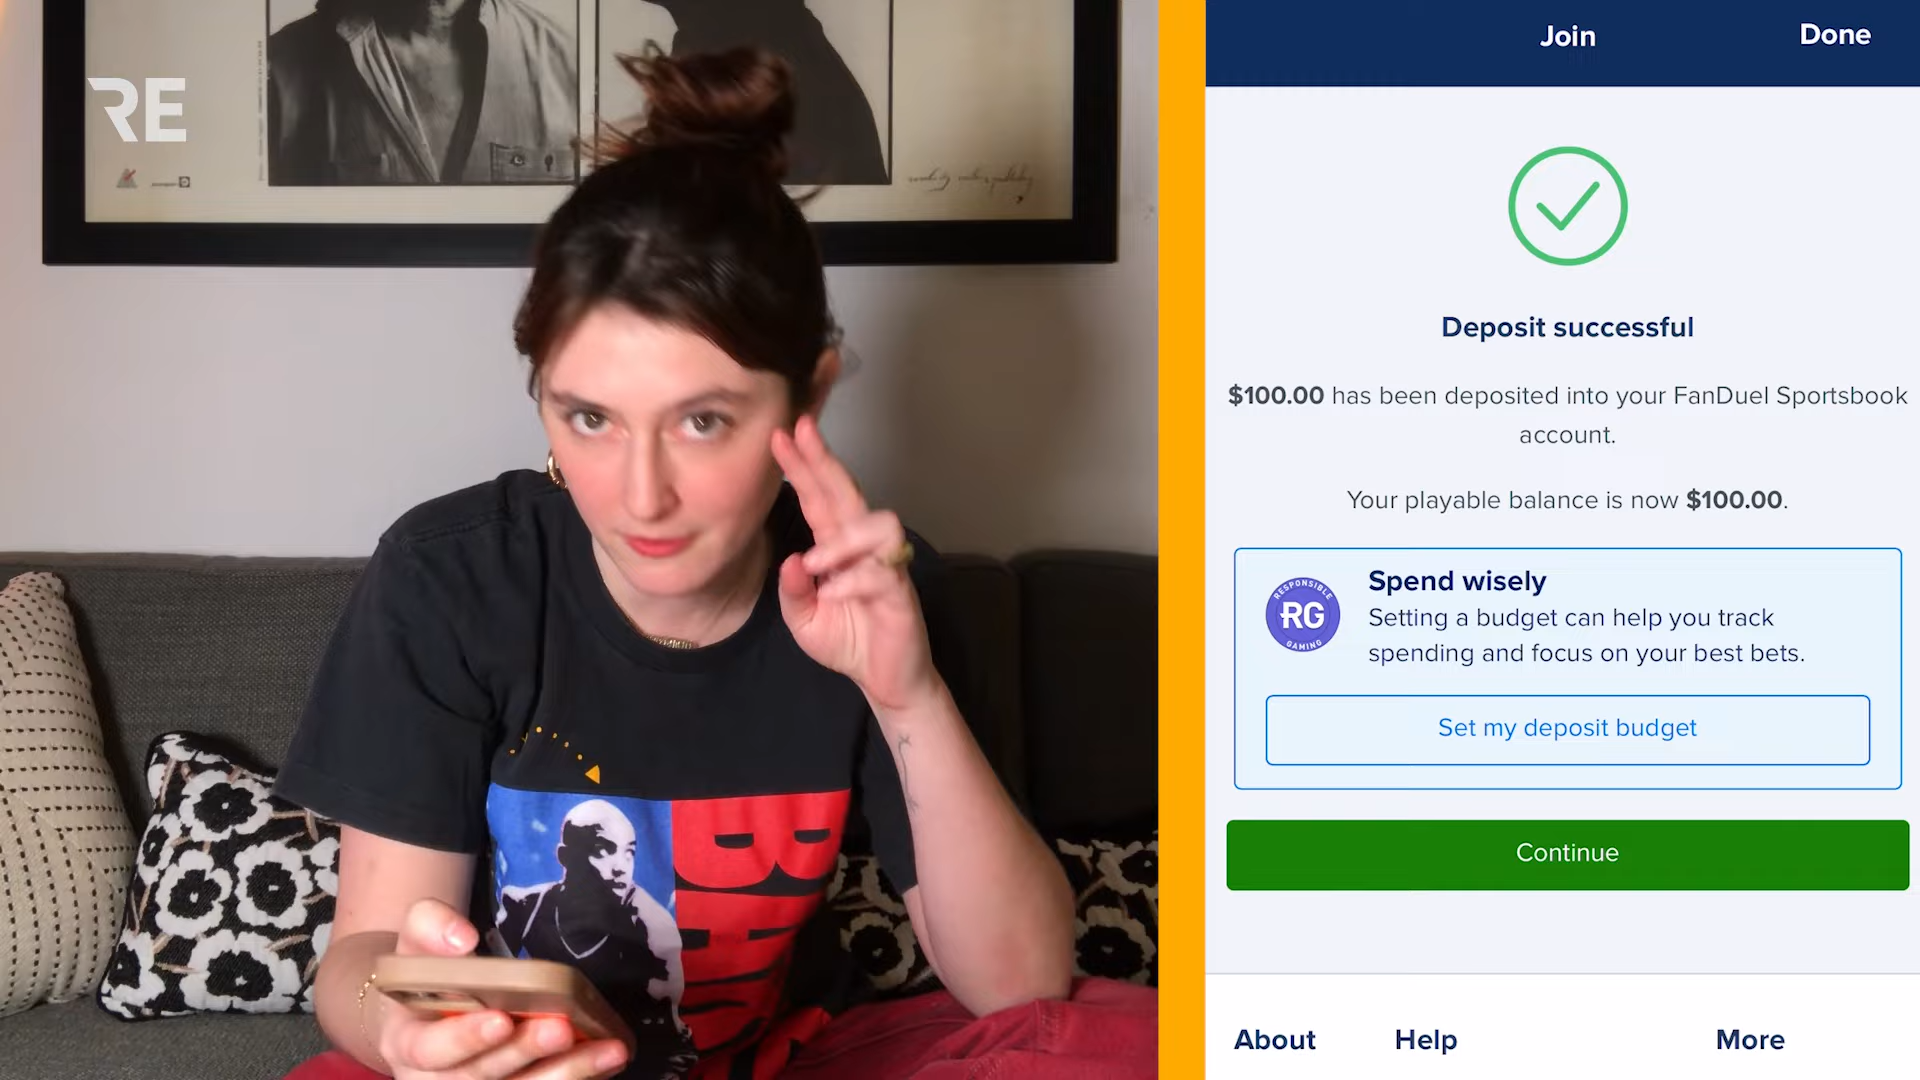 RE
Join
Done
Deposit successful
$100.00 has been deposited into your FanDuel Sportsbook
account.
Your playable balance is now $100.00.
RESPONSIBLE
RG
GAMING
Spend wisely
Setting a budget can help you track
spending and focus on your best bets.
Set my deposit budget
Continue
About
Help
More